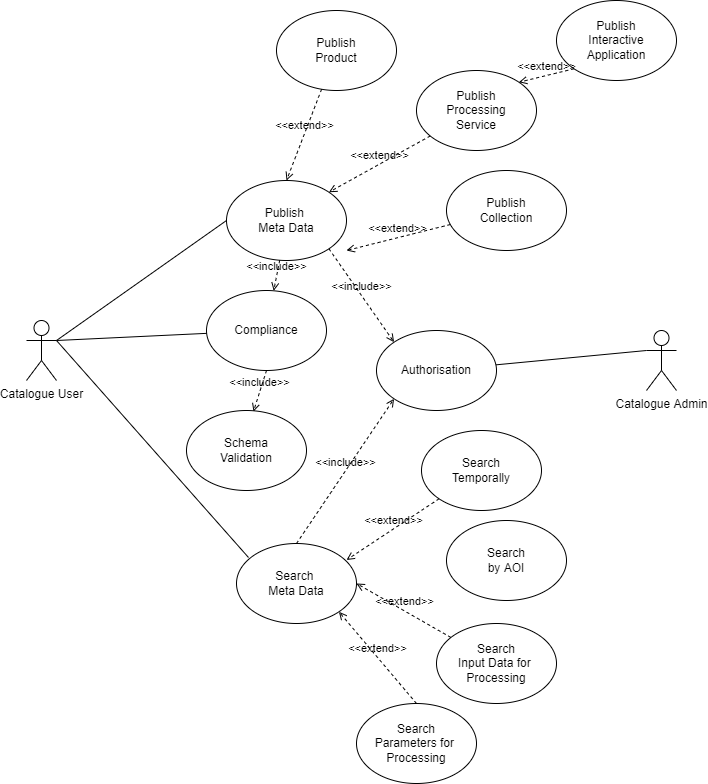 Publish
Interactive
Application
Publish
Product
<<extend>>
Publish
Processing
Service
<<extend>>
<<extend>>
Publish
Meta Data
Publish
Collection
<<extend>>
<<include>>
<<include>>
Compliance
Authorisation
Catalogue User
Catalogue Admin
<<include>>
Schema
Validation
<<include>>
Search
Temporally
<<extend>>
Search
by AOI
Search
Meta Data
<<extend>>
Search
Input Data for
Processing
<<extend>>
Search
Parameters for
Processing